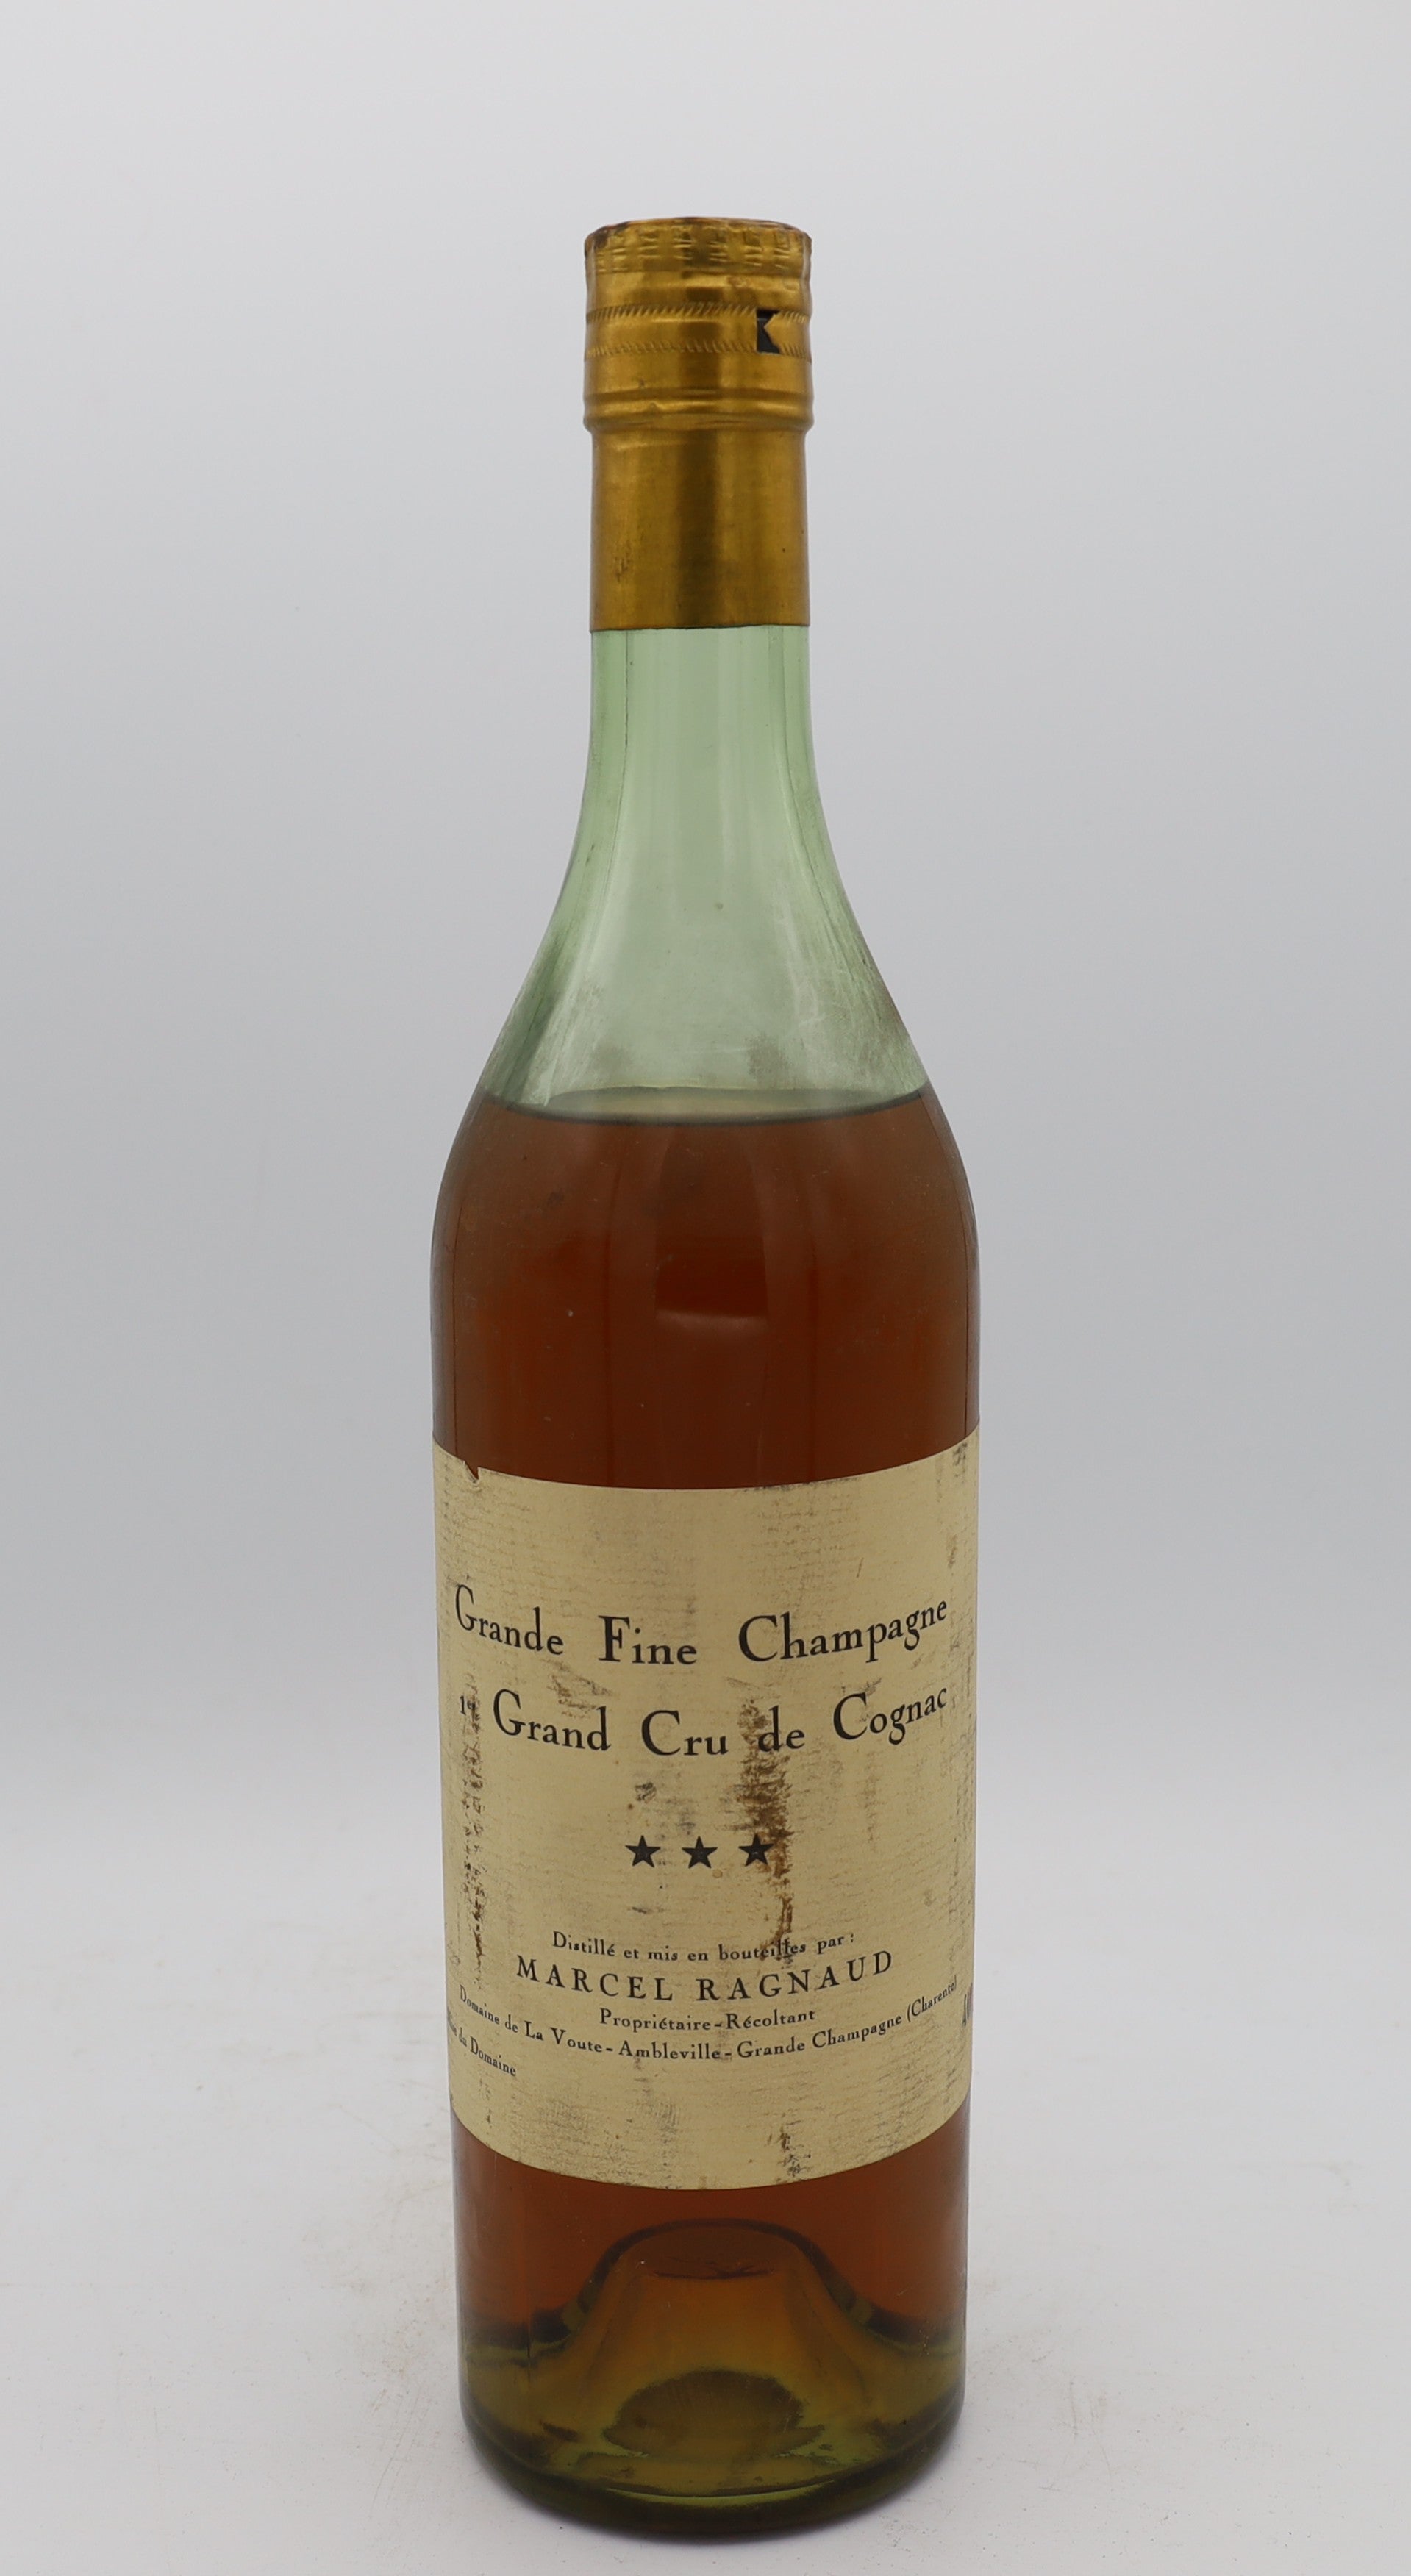 Grande Fine Champagne
1er Grand Cru de Cognac
★ ★ ★
Distillé et mis en bouteilles par :
MARCEL RAGNAUD
Propriétaire-Récoltant
Domaine de La Voute - Ambleville - Grande Champagne (Charente)
du Domaine